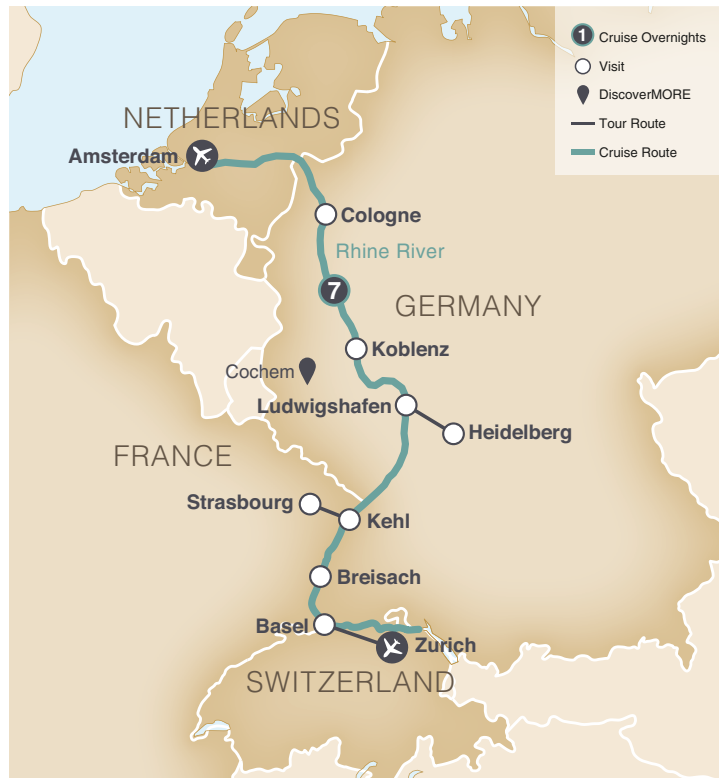 1 Cruise Overnights
Visit
DiscoverMORE
Tour Route
Cruise Route
NETHERLANDS
Amsterdam
Cologne
Rhine River
7
GERMANY
Koblenz
Cochem
Ludwigshafen
Heidelberg
FRANCE
Strasbourg
Kehl
Breisach
Basel
Zurich
SWITZERLAND